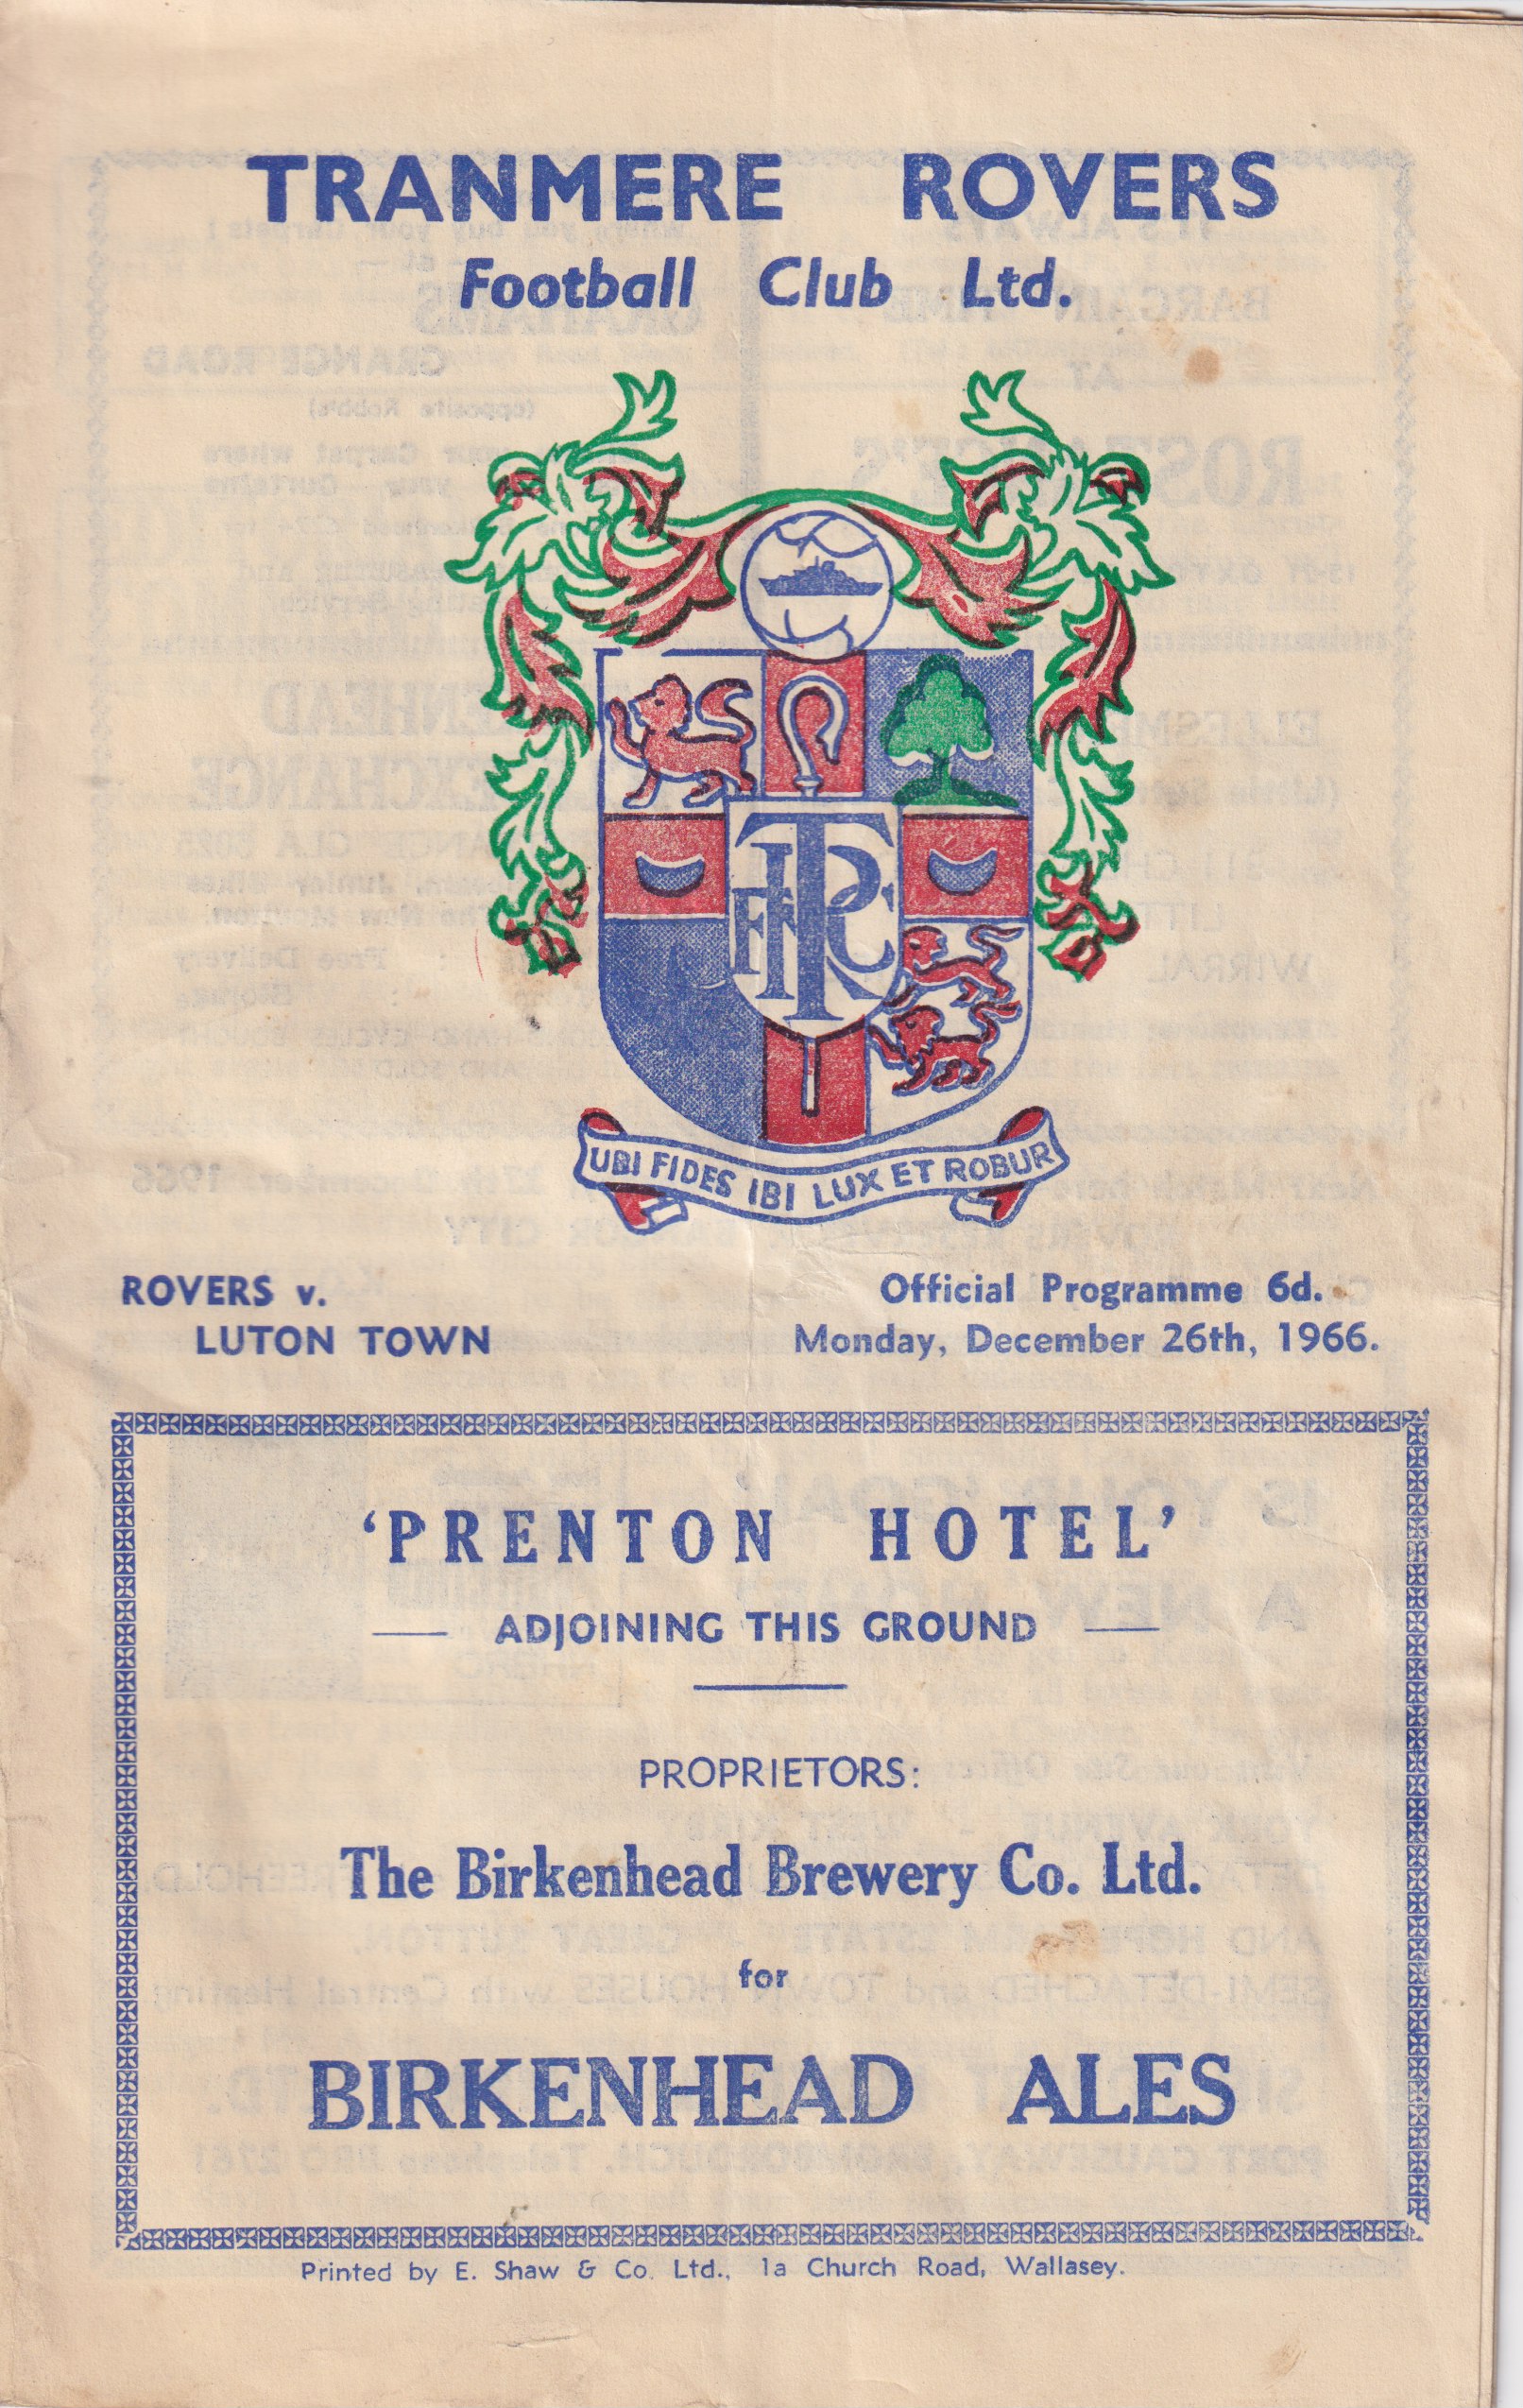 TRANMERE ROVERS
Football Club Ltd.
TRFC
UBI FIDES IBI LUX ET ROBUR
ROVERS v.
LUTON TOWN
Official Programme 6d.
Monday, December 26th, 1966.
'PRENTON HOTEL'
— ADJOINING THIS GROUND —
PROPRIETORS:
The Birkenhead Brewery Co. Ltd.
for
BIRKENHEAD ALES
Printed by E. Shaw & Co. Ltd., 1a Church Road, Wallasey.